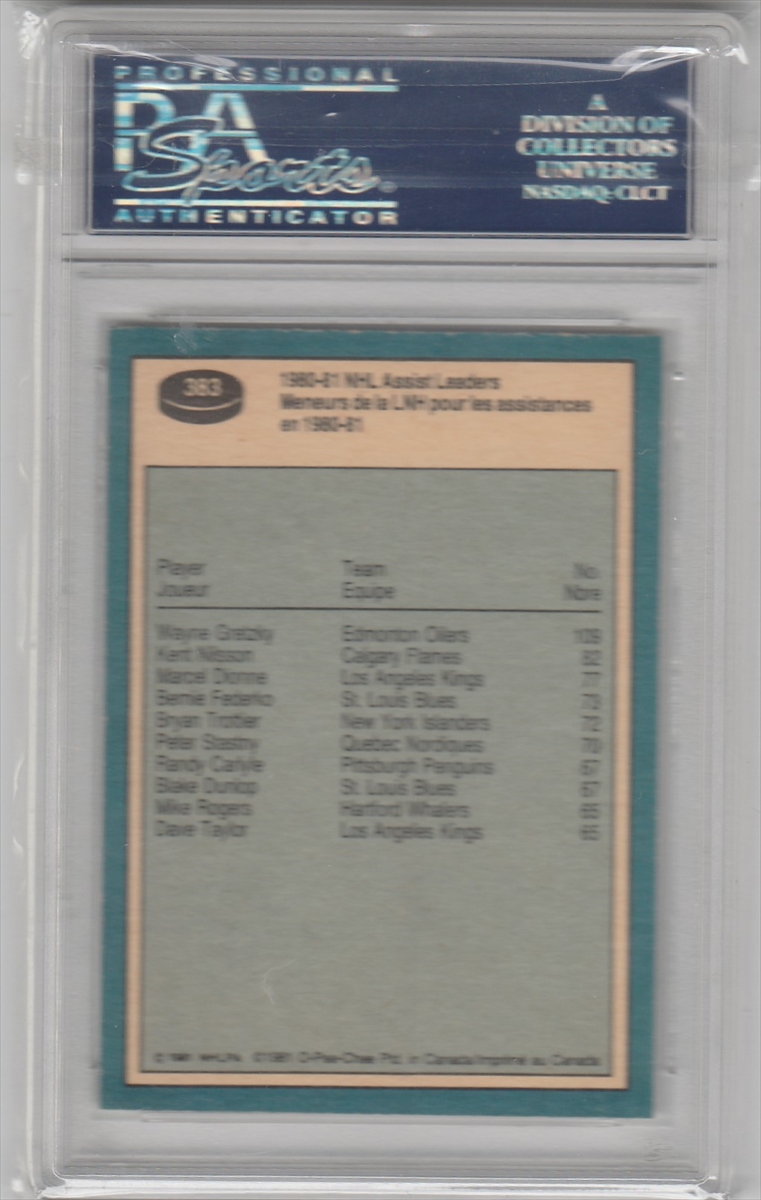 PROFESSIONAL
PSA
Sports
AUTHENTICATOR
A
DIVISION OF
COLLECTORS
UNIVERSE
NASDAQ: CLCT
383
1980-81 NHL Assist Leaders
Meneurs de la LNH pour les assistances
en 1980-81
Player Team No.
Joueur Equipe Nbre
Wayne Gretzky Edmonton Oilers 109
Kent Nilsson Calgary Flames 82
Marcel Dionne Los Angeles Kings 77
Bernie Federko St. Louis Blues 73
Bryan Trottier New York Islanders 72
Peter Stastny Quebec Nordiques 70
Randy Carlyle Pittsburgh Penguins 67
Blake Dunlop St. Louis Blues 67
Mike Rogers Hartford Whalers 65
Dave Taylor Los Angeles Kings 65
© 1981 NHLPA ©1981 O-Pee-Chee Ptd. in Canada/Imprimé au Canada